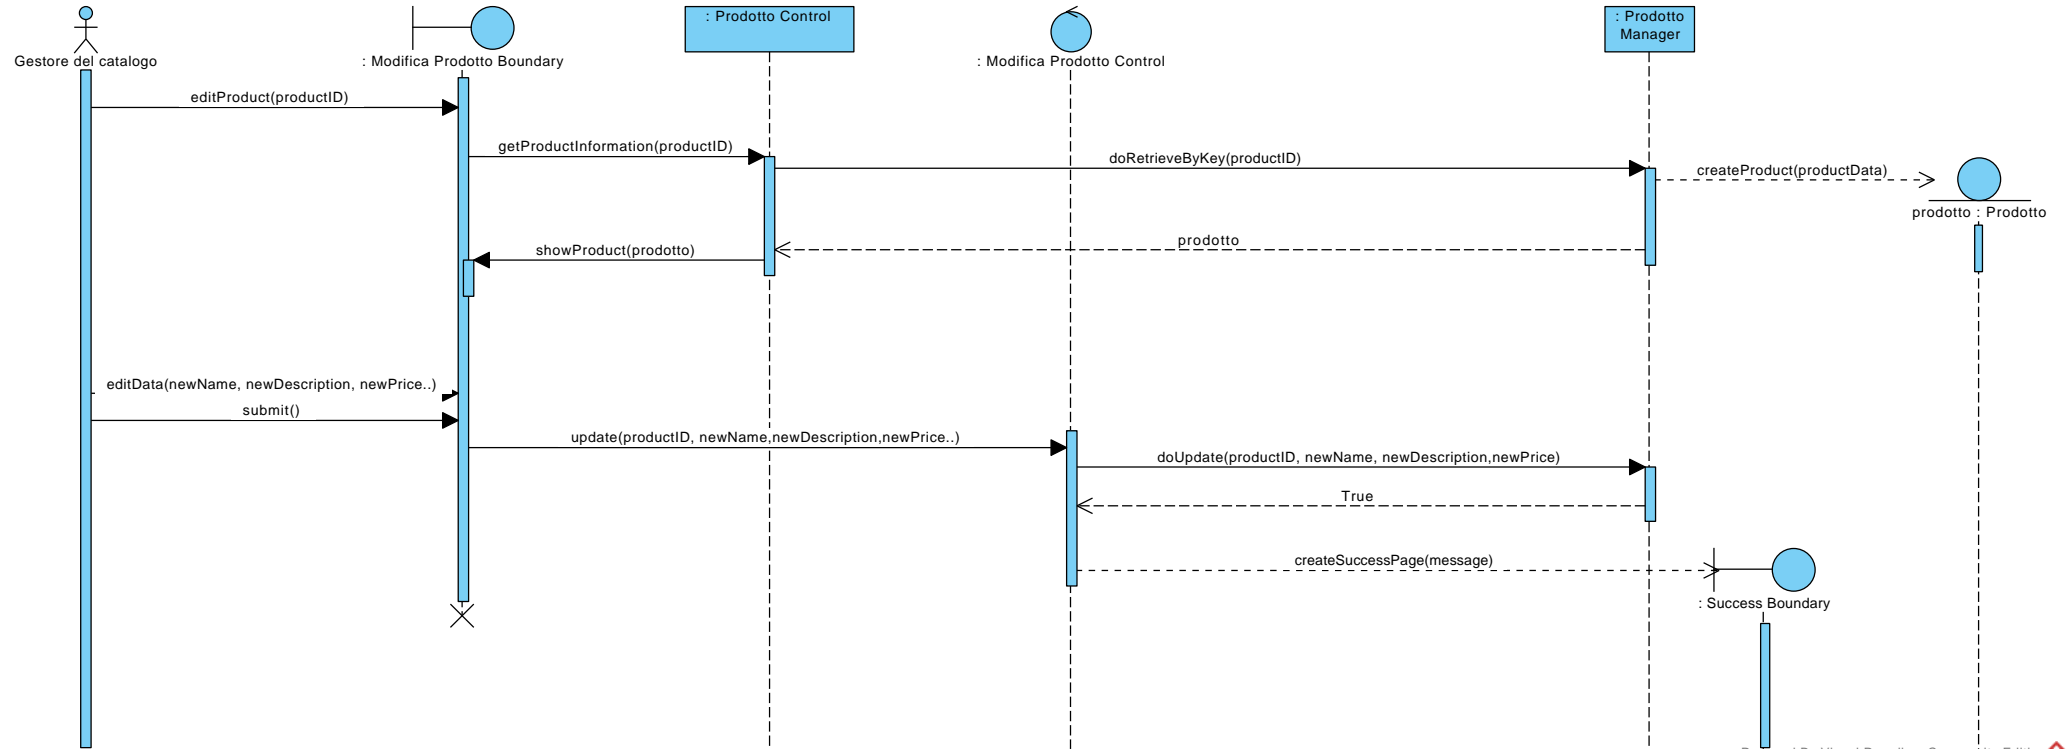 : Prodotto Control
: Prodotto
Manager
Gestore del catalogo
: Modifica Prodotto Boundary
: Modifica Prodotto Control
editProduct(productID)
getProductInformation(productID)
doRetrieveByKey(productID)
createProduct(productData)
prodotto : Prodotto
prodotto
showProduct(prodotto)
editData(newName, newDescription, newPrice..)
submit()
update(productID, newName,newDescription,newPrice..)
doUpdate(productID, newName, newDescription,newPrice)
True
createSuccessPage(message)
: Success Boundary